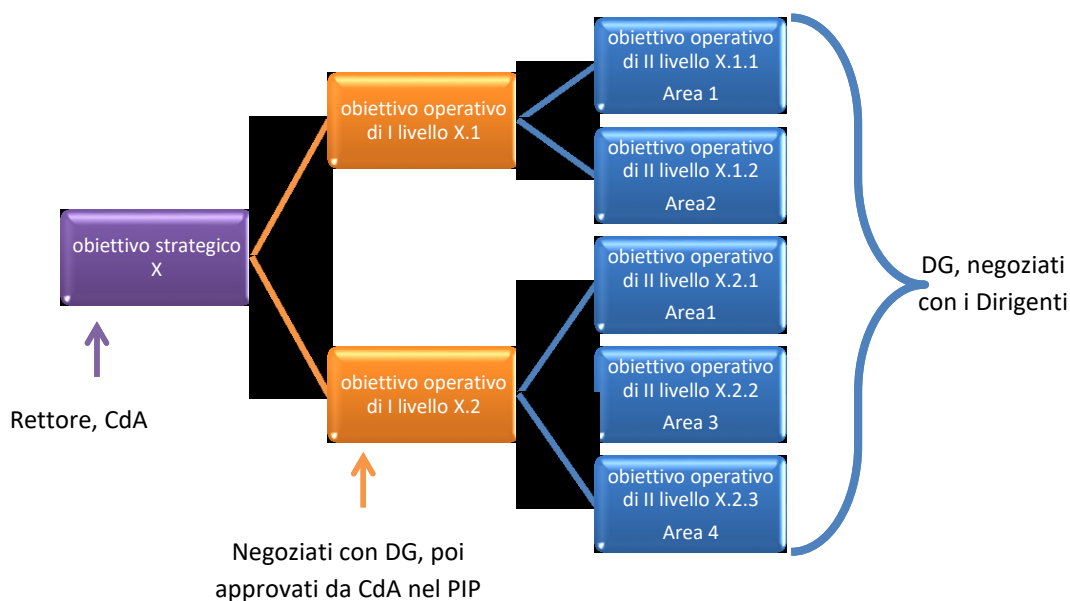 obiettivo strategico
X
Rettore, CdA
obiettivo operativo
di I livello X.1
obiettivo operativo
di I livello X.2
Negoziati con DG, poi
approvati da CdA nel PIP
obiettivo operativo
di II livello X.1.1
Area 1
obiettivo operativo
di II livello X.1.2
Area2
obiettivo operativo
di II livello X.2.1
Area1
obiettivo operativo
di II livello X.2.2
Area 3
obiettivo operativo
di II livello X.2.3
Area 4
DG, negoziati
con i Dirigenti